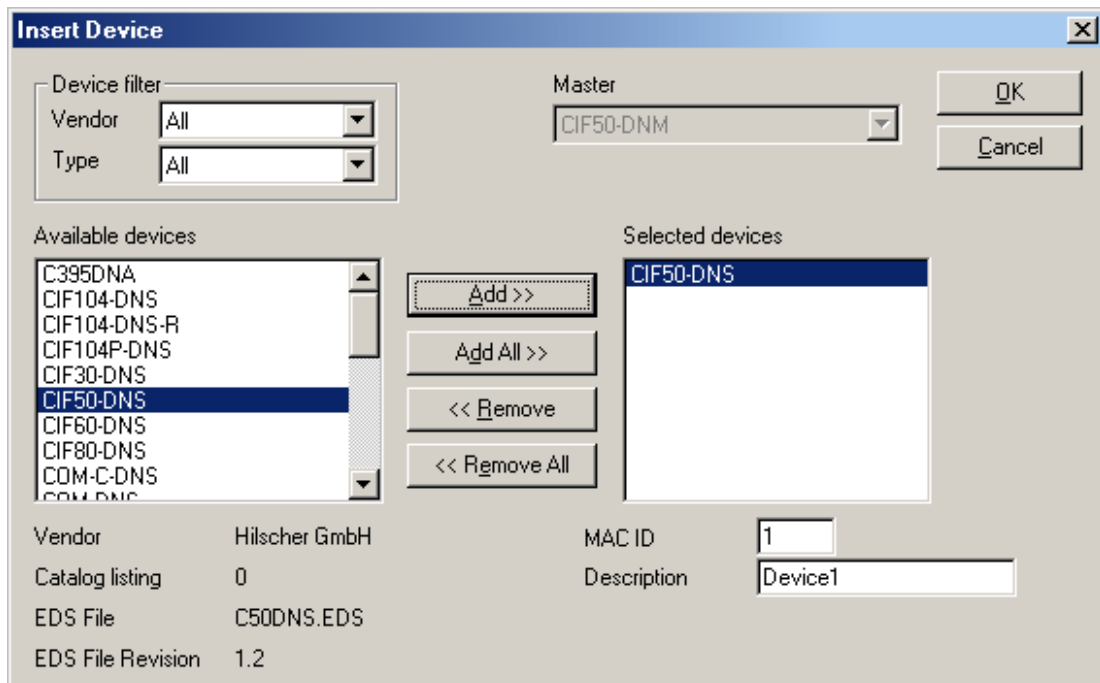 Insert Device
Device filter
Vendor All
Type All
Master
CIF50-DNM
OK
Cancel
Available devices
C395DNA
CIF104-DNS
CIF104-DNS-R
CIF104P-DNS
CIF30-DNS
CIF50-DNS
CIF60-DNS
CIF80-DNS
COM-C-DNS
COM-DNS
Add >>
Add All >>
<< Remove
<< Remove All
Selected devices
CIF50-DNS
Vendor Hilscher GmbH
Catalog listing 0
EDS File C50DNS.EDS
EDS File Revision 1.2
MAC ID 1
Description Device1